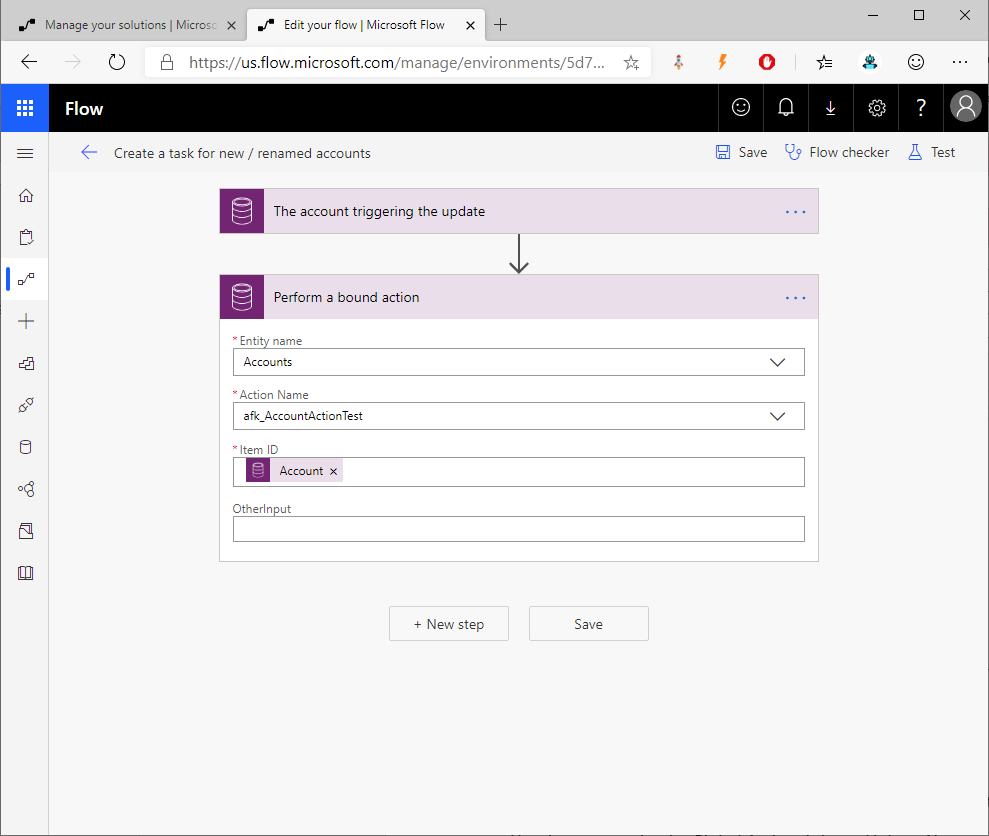 Manage your solutions | Microso
Edit your flow | Microsoft Flow
https://us.flow.microsoft.com/manage/environments/5d7...
Flow
?
Create a task for new / renamed accounts
Save
Flow checker
Test
The account triggering the update
Perform a bound action
* Entity name
Accounts
* Action Name
afk_AccountActionTest
* Item ID
Account ×
OtherInput
+ New step
Save